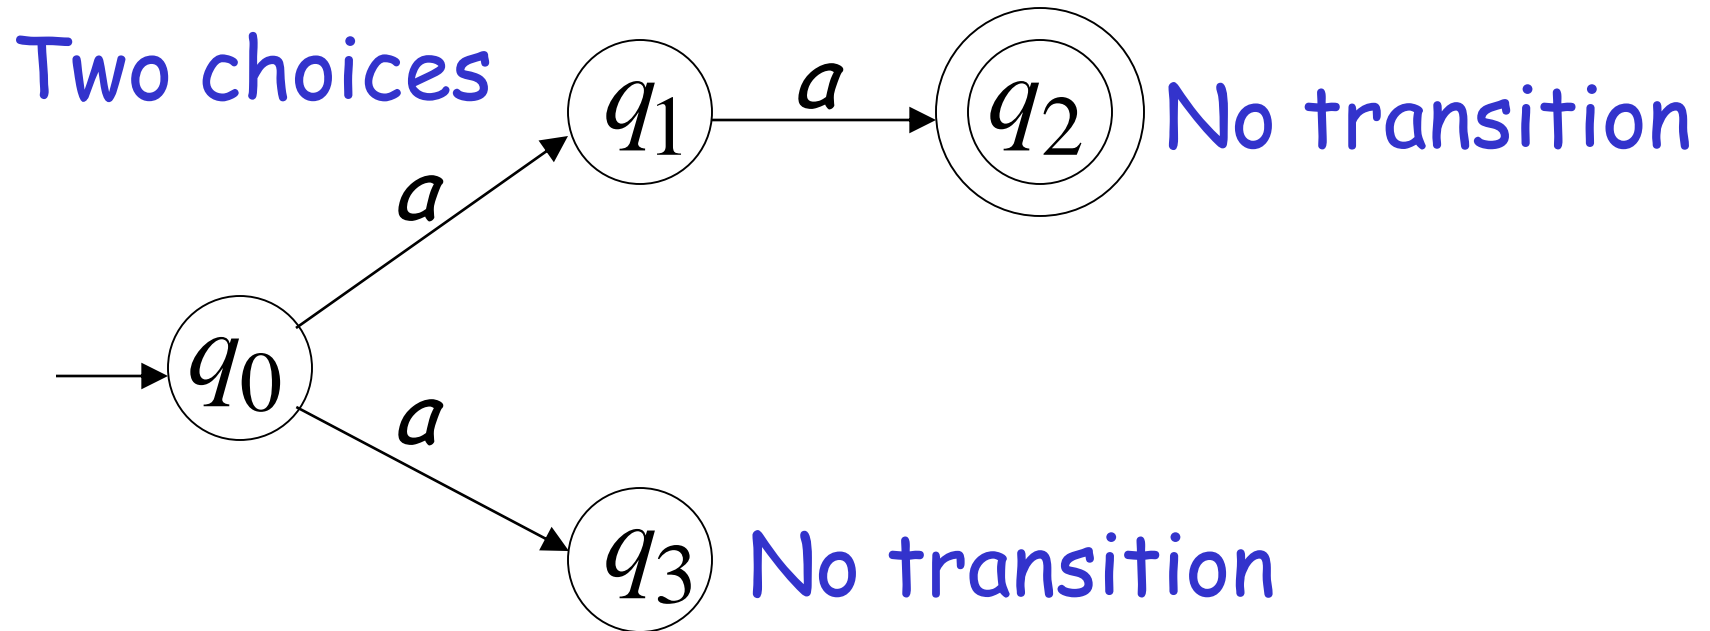 Two choices
q1
a
q2
No transition
a
q0
a
q3
No transition